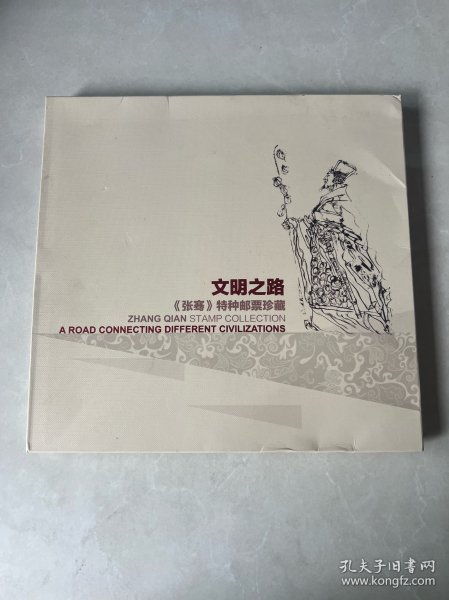 文明之路
《张骞》特种邮票珍藏
ZHANG QIAN STAMP COLLECTION
A ROAD CONNECTING DIFFERENT CIVILIZATIONS
孔夫子旧书网
www.kongfz.com